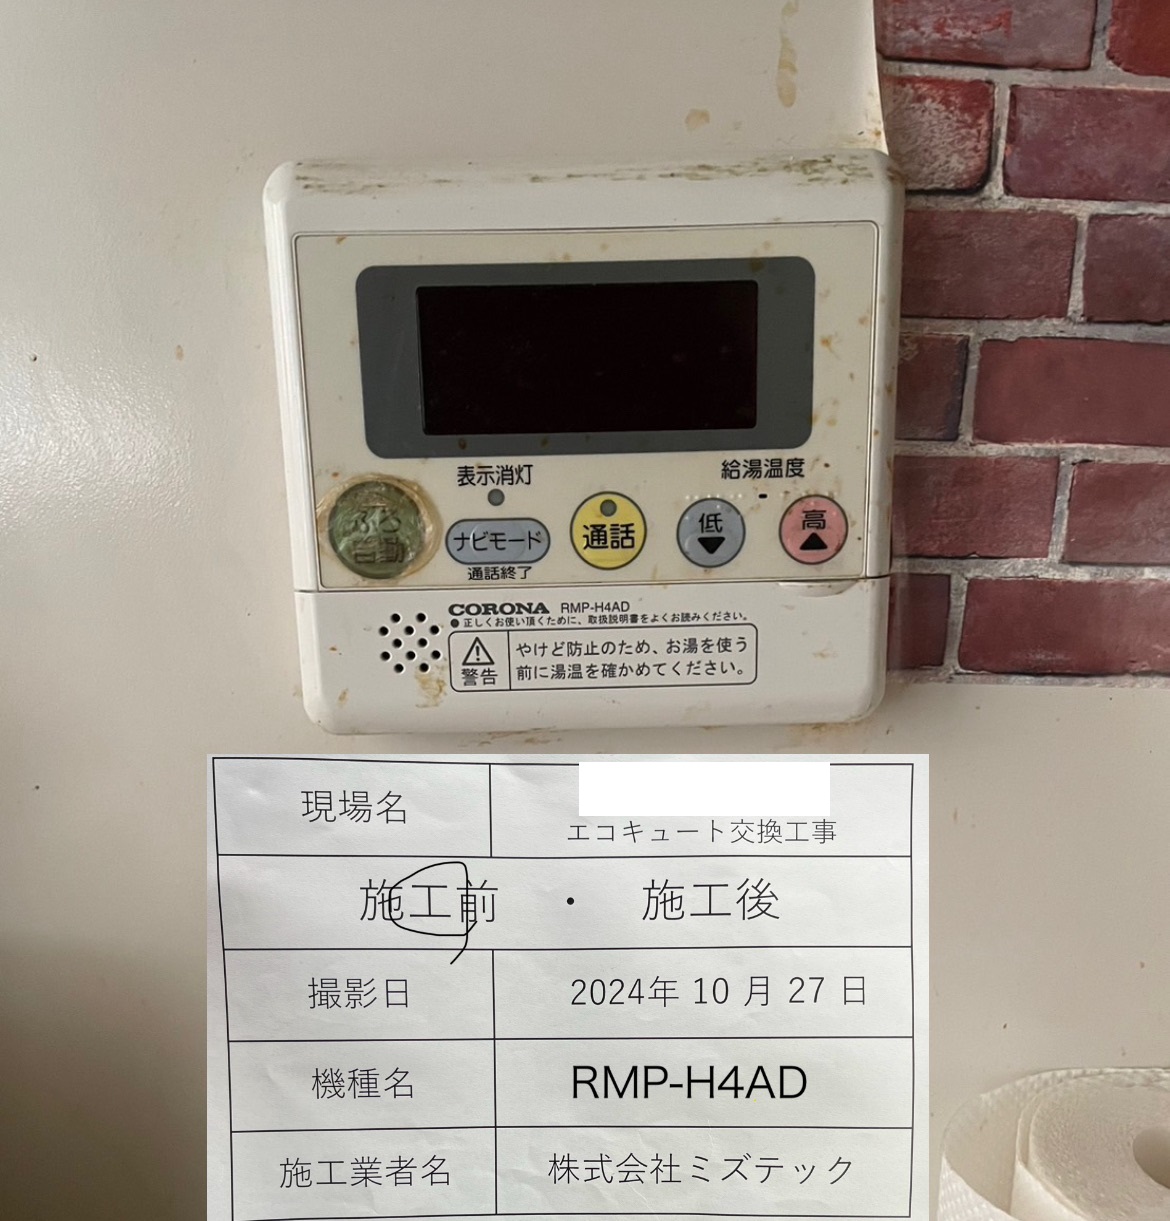 表示消灯
給湯温度
ふろ
自動
ナビモード
通話
低
高
通話終了
CORONA RMP-H4AD
●正しくお使い頂くために、取扱説明書をよくお読みください。
警告
やけど防止のため、お湯を使う
前に湯温を確かめてください。
現場名
エコキュート交換工事
施工前 ・ 施工後
撮影日 2024年 10 月 27 日
機種名 RMP-H4AD
施工業者名 株式会社ミズテック